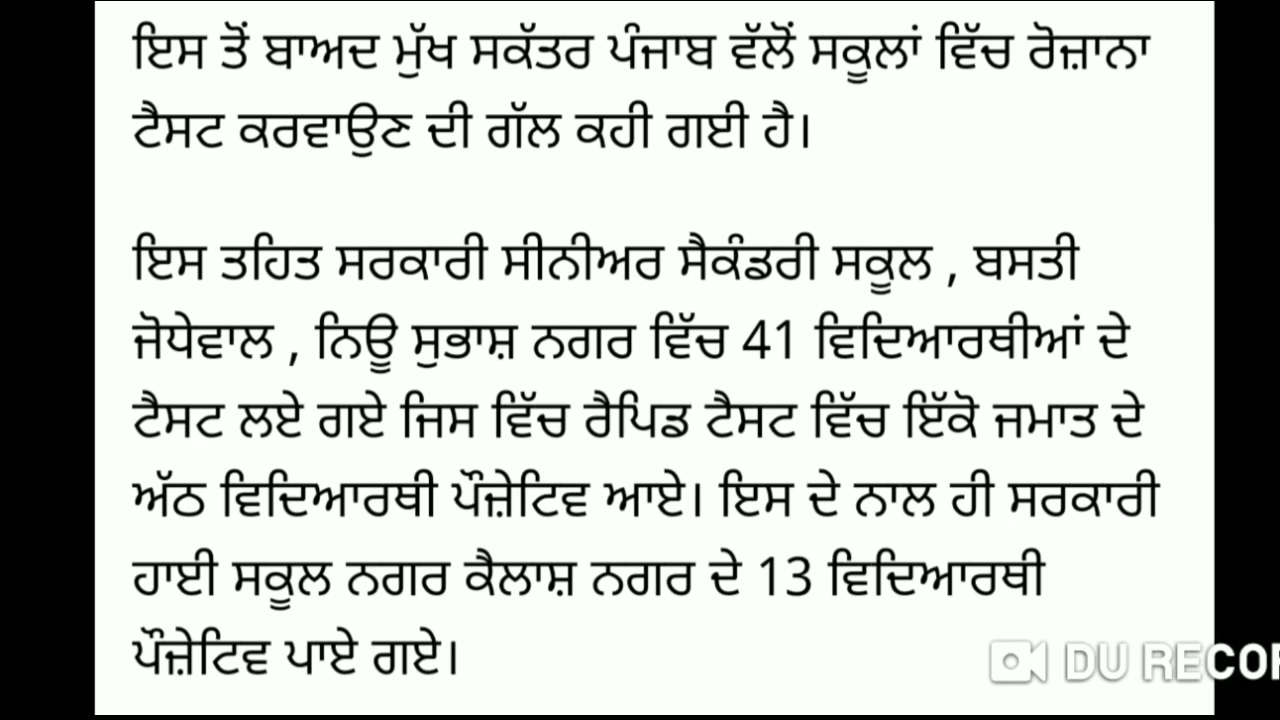 ਇਸ ਤੋਂ ਬਾਅਦ ਮੁੱਖ ਸਕੱਤਰ ਪੰਜਾਬ ਵੱਲੋਂ ਸਕੂਲਾਂ ਵਿੱਚ ਰੋਜ਼ਾਨਾ
ਟੈਸਟ ਕਰਵਾਉਣ ਦੀ ਗੱਲ ਕਹੀ ਗਈ ਹੈ।
ਇਸ ਤਹਿਤ ਸਰਕਾਰੀ ਸੀਨੀਅਰ ਸੈਕੰਡਰੀ ਸਕੂਲ , ਬਸਤੀ
ਜੋਧੇਵਾਲ , ਨਿਊ ਸੁਭਾਸ਼ ਨਗਰ ਵਿੱਚ 41 ਵਿਦਿਆਰਥੀਆਂ ਦੇ
ਟੈਸਟ ਲਏ ਗਏ ਜਿਸ ਵਿੱਚ ਰੈਪਿਡ ਟੈਸਟ ਵਿੱਚ ਇੱਕੋ ਜਮਾਤ ਦੇ
ਅੱਠ ਵਿਦਿਆਰਥੀ ਪੌਜ਼ੇਟਿਵ ਆਏ। ਇਸ ਦੇ ਨਾਲ ਹੀ ਸਰਕਾਰੀ
ਹਾਈ ਸਕੂਲ ਨਗਰ ਕੈਲਾਸ਼ ਨਗਰ ਦੇ 13 ਵਿਦਿਆਰਥੀ
ਪੌਜ਼ੇਟਿਵ ਪਾਏ ਗਏ।
DU RECOR